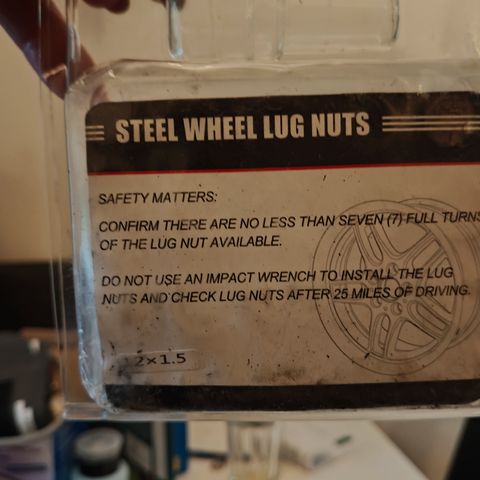 STEEL WHEEL LUG NUTS
SAFETY MATTERS:
CONFIRM THERE ARE NO LESS THAN SEVEN (7) FULL TURNS
OF THE LUG NUT AVAILABLE.
DO NOT USE AN IMPACT WRENCH TO INSTALL THE LUG
NUTS AND CHECK LUG NUTS AFTER 25 MILES OF DRIVING.
2×1.5